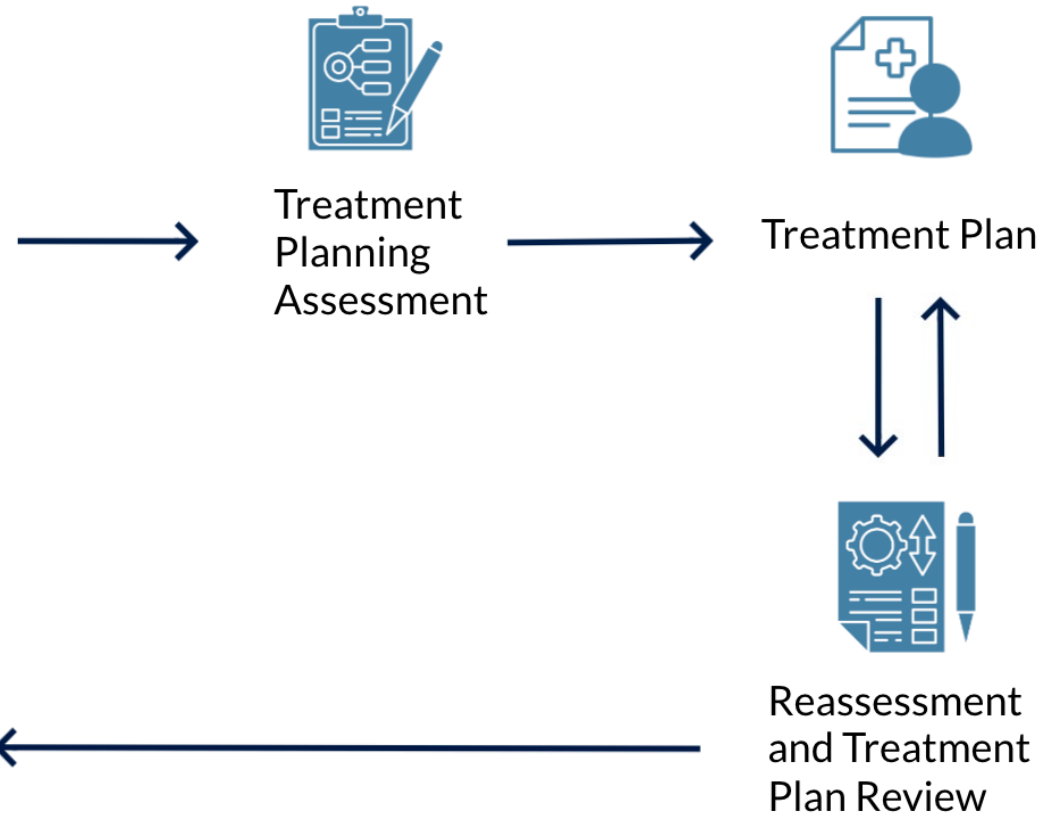 Treatment
Planning
Assessment
Treatment Plan
Reassessment
and Treatment
Plan Review